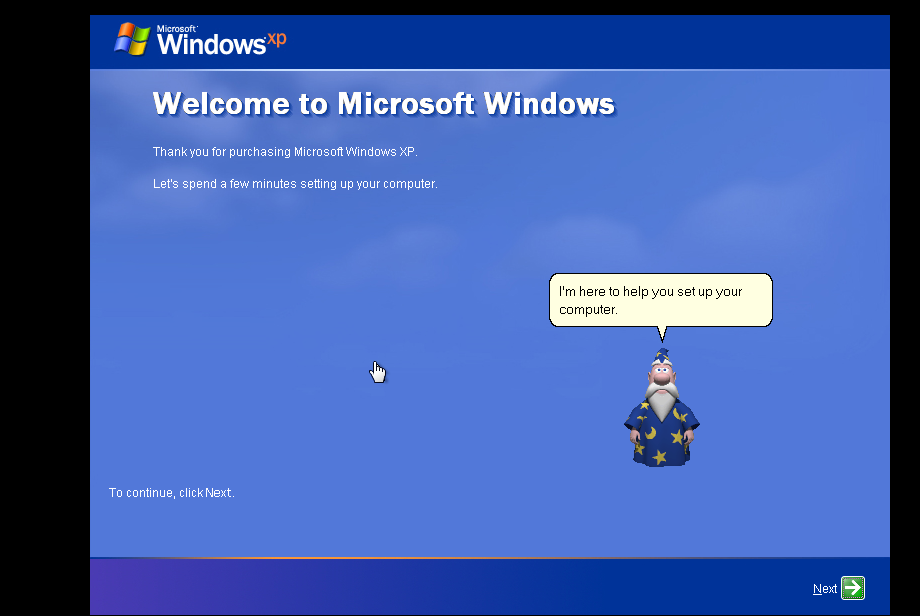 Microsoft
Windows xp
Welcome to Microsoft Windows
Thank you for purchasing Microsoft Windows XP.
Let's spend a few minutes setting up your computer.
I'm here to help you set up your
computer.
To continue, click Next.
Next